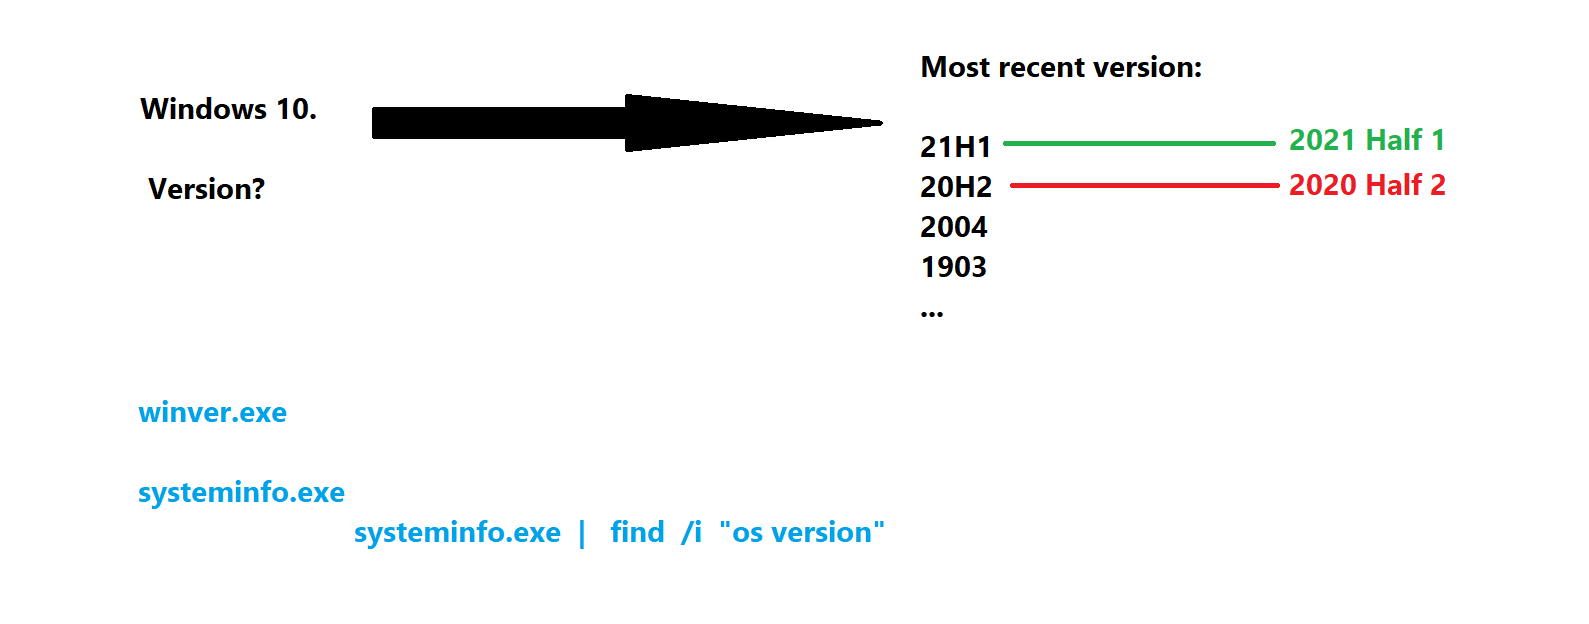 Windows 10.
Version?
Most recent version:
21H1
2021 Half 1
20H2
2020 Half 2
2004
1903
...
winver.exe
systeminfo.exe
systeminfo.exe | find /i "os version"